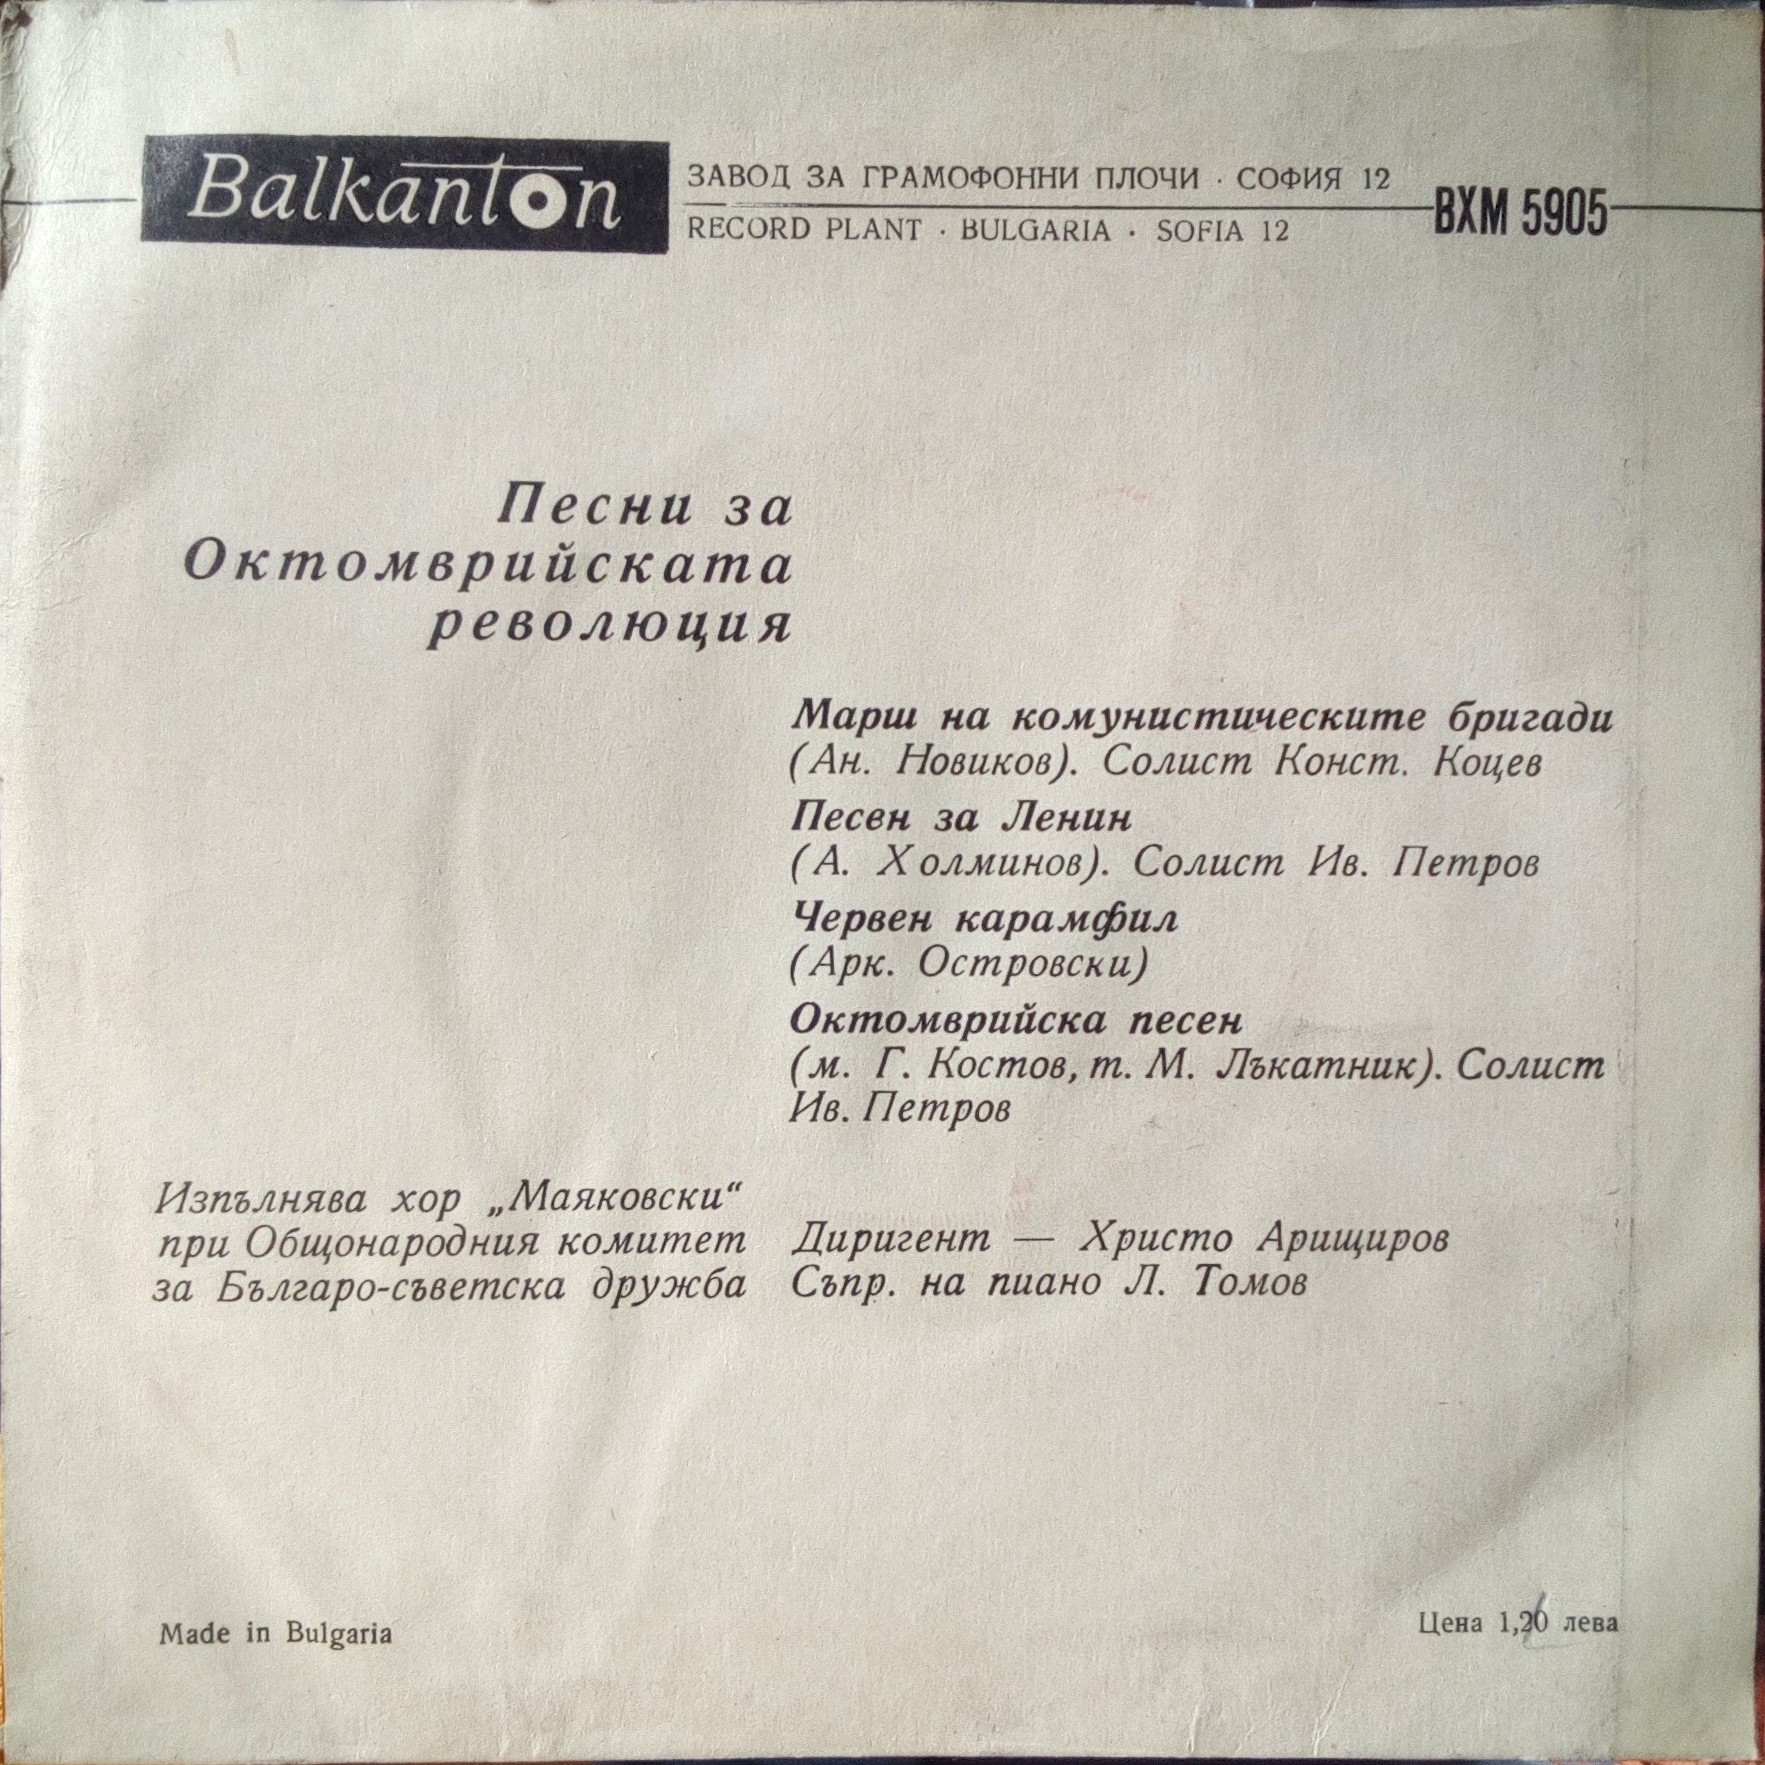 Balkanton
ЗАВОД ЗА ГРАМОФОННИ ПЛОЧИ · СОФИЯ 12
RECORD PLANT · BULGARIA · SOFIA 12
ВХМ 5905
Песни за
Октомврийската
революция
Марш на комунистическите бригади
(Ан. Новиков). Солист Конст. Коцев
Песен за Ленин
(А. Холминов). Солист Ив. Петров
Червен карамфил
(Арк. Островски)
Октомврийска песен
(м. Г. Костов, т. М. Лъкатник). Солист
Ив. Петров
Изпълнява хор „Маяковски“
при Общонародния комитет
за Българо-съветска дружба
Диригент — Христо Арищиров
Съпр. на пиано Л. Томов
Made in Bulgaria
Цена 1,20 лева